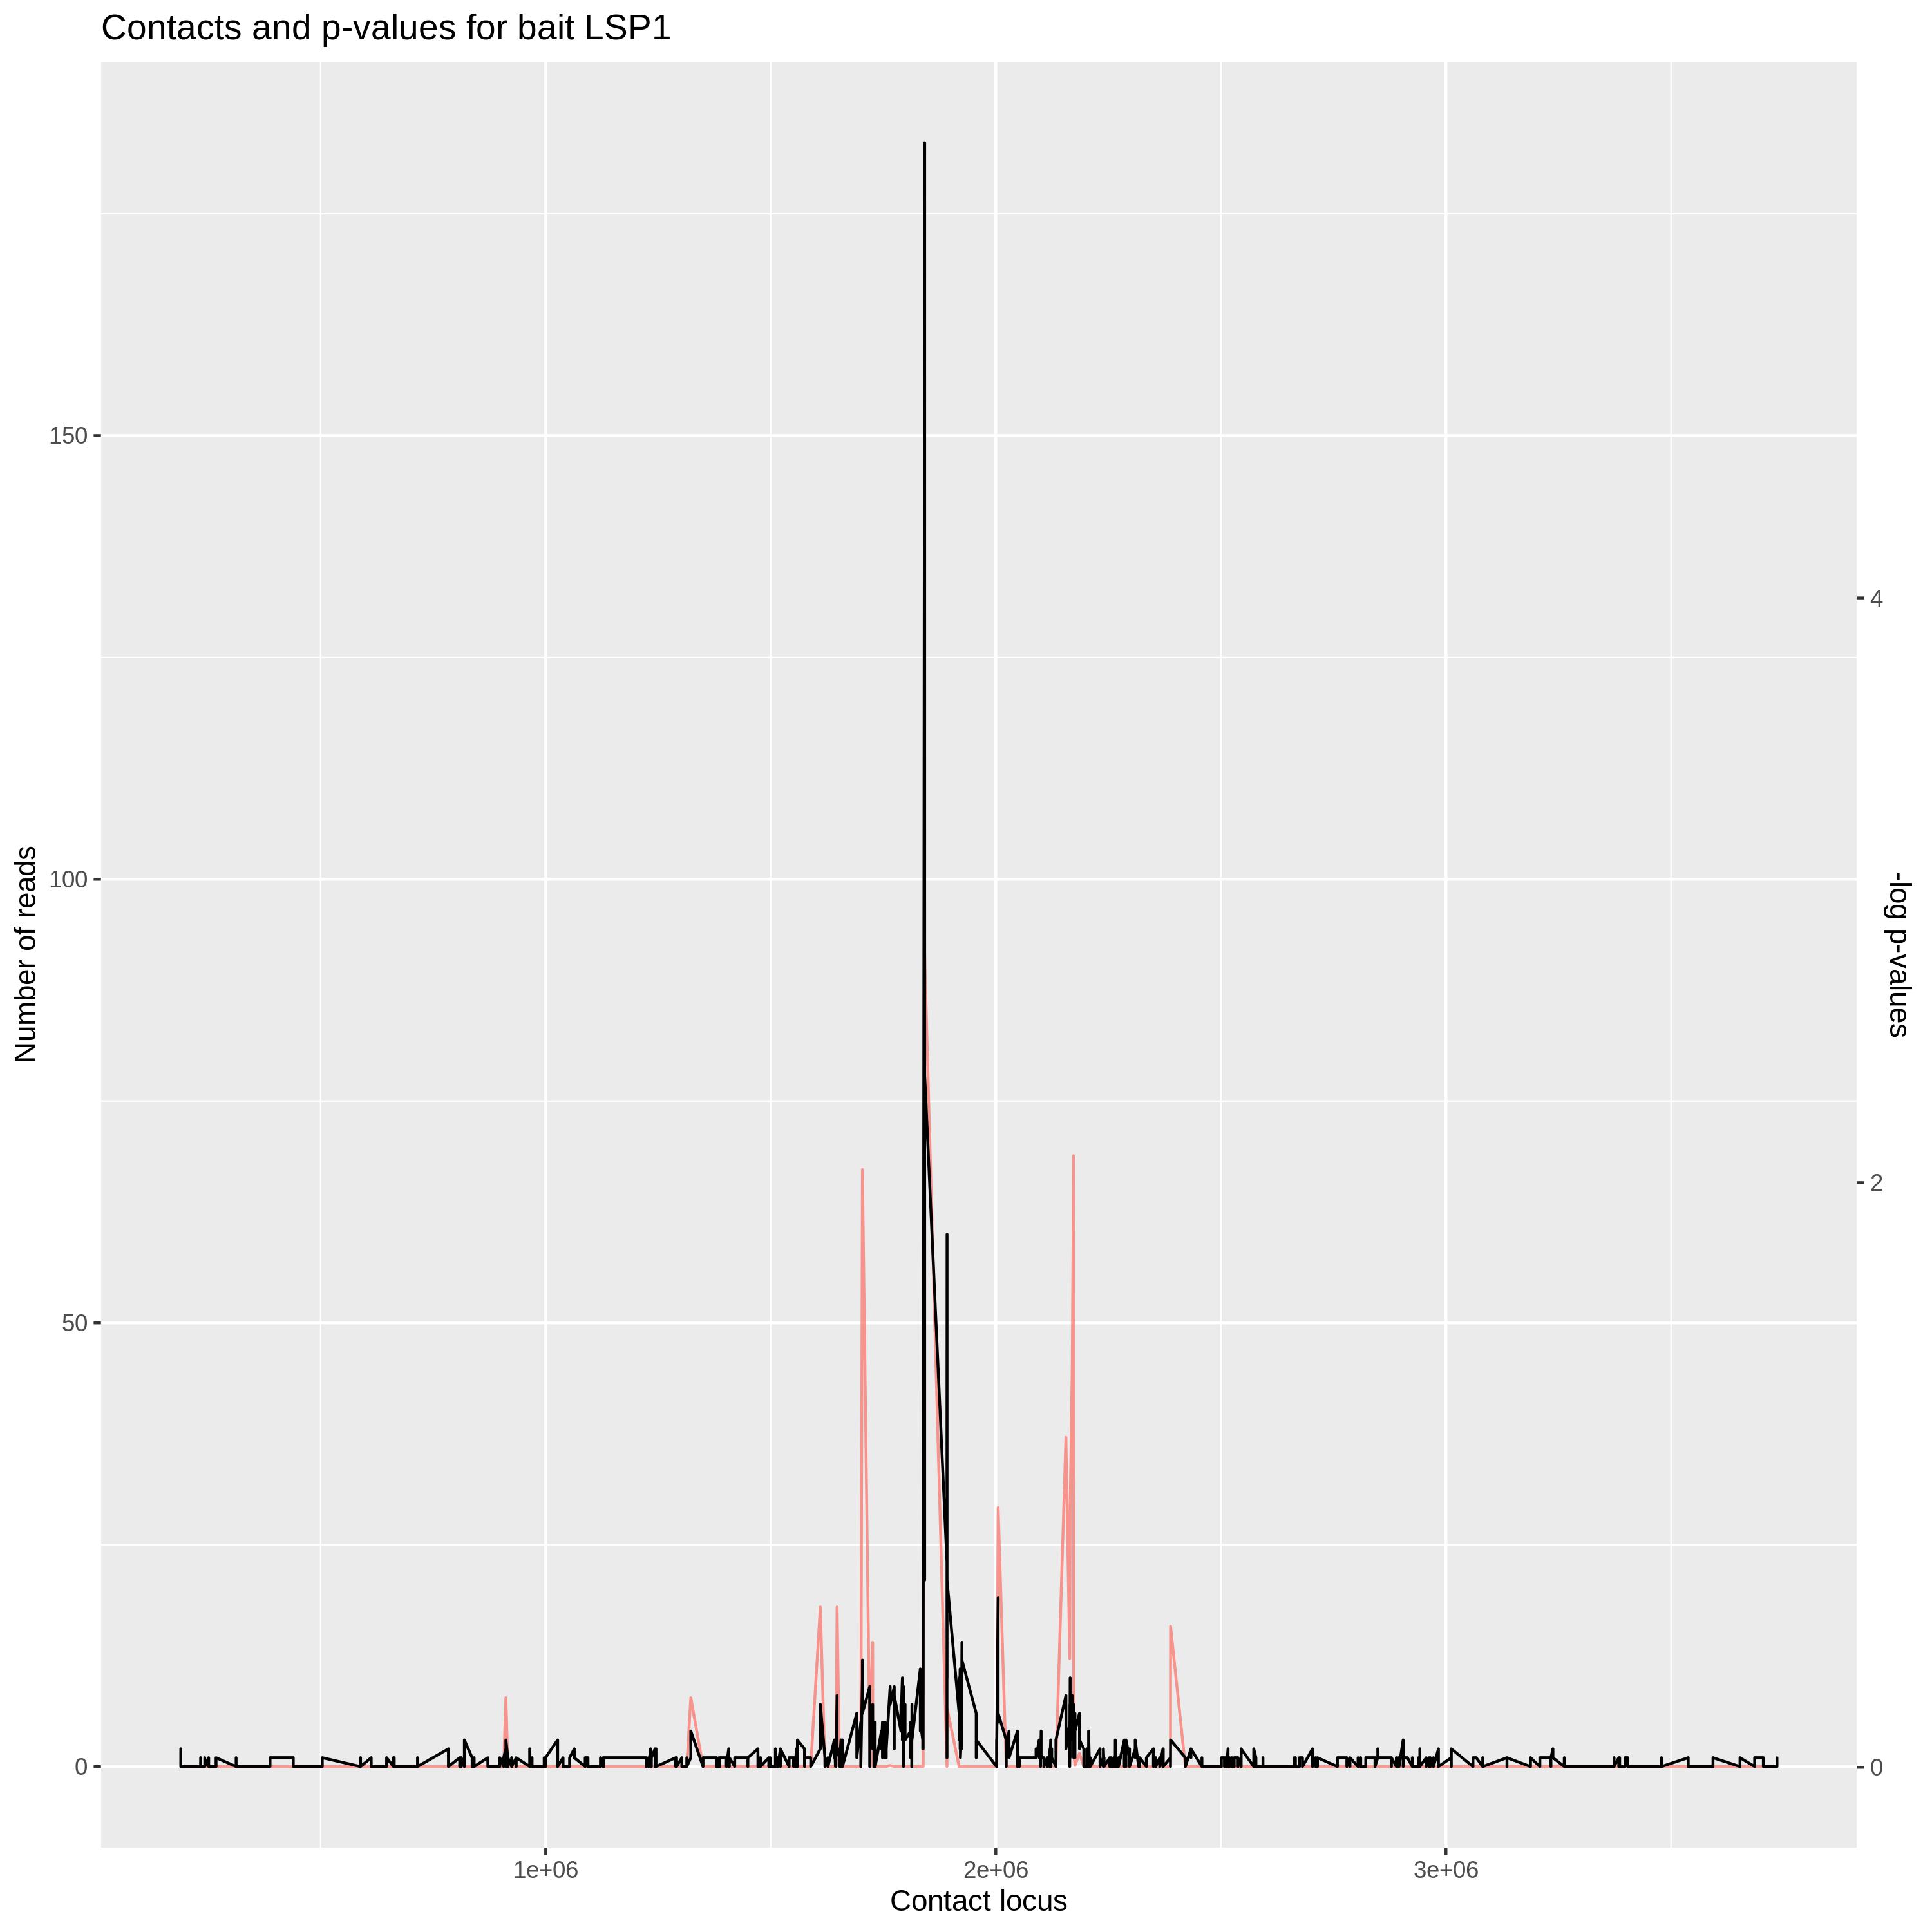 Contacts and p-values for bait LSP1
Number of reads
150
100
50
0
4
2
0
-log p-values
1e+06
2e+06
3e+06
Contact locus